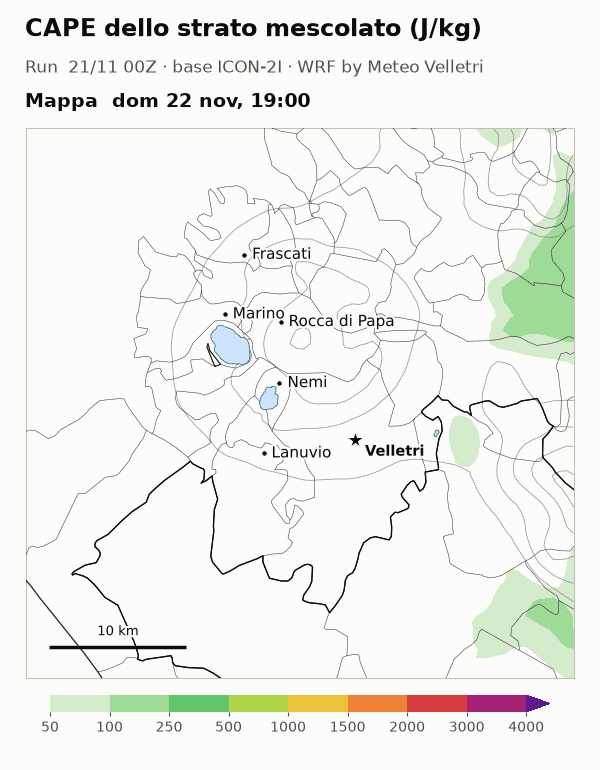 CAPE dello strato mescolato (J/kg)
Run  21/11 00Z · base ICON-2I · WRF by Meteo Velletri
Mappa  dom 22 nov, 19:00
Frascati
Marino
Rocca di Papa
Nemi
Lanuvio
Velletri
10 km
50 100 250 500 1000 1500 2000 3000 4000